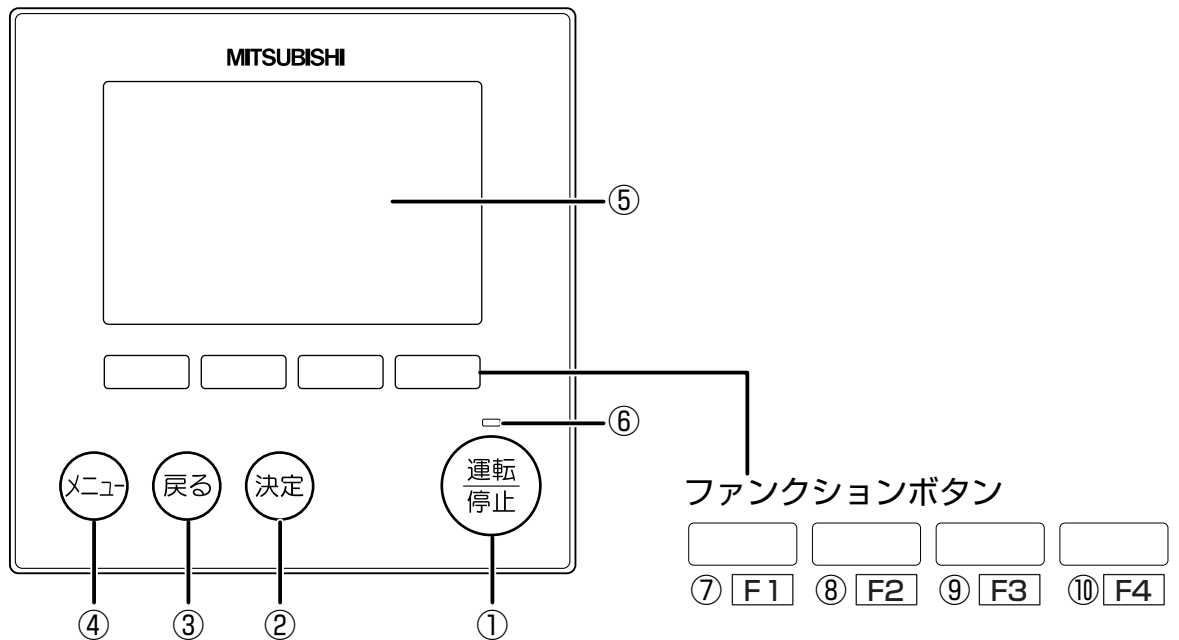 MITSUBISHI
⑤
⑥
メニュー
戻る
決定
運転
停止
④
③
②
①
ファンクションボタン
⑦ F1 ⑧ F2 ⑨ F3 ⑩ F4